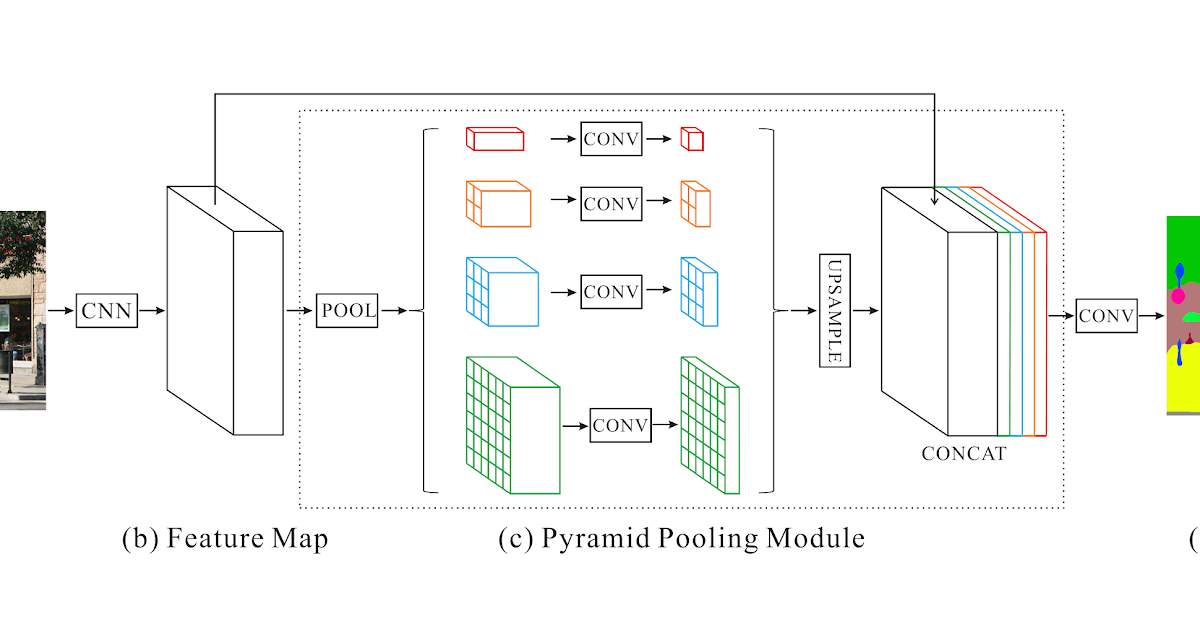 CONV
CONV
CONV
CONV
CNN
POOL
UPSAMPLE
CONV
CONCAT
(b) Feature Map
(c) Pyramid Pooling Module
(